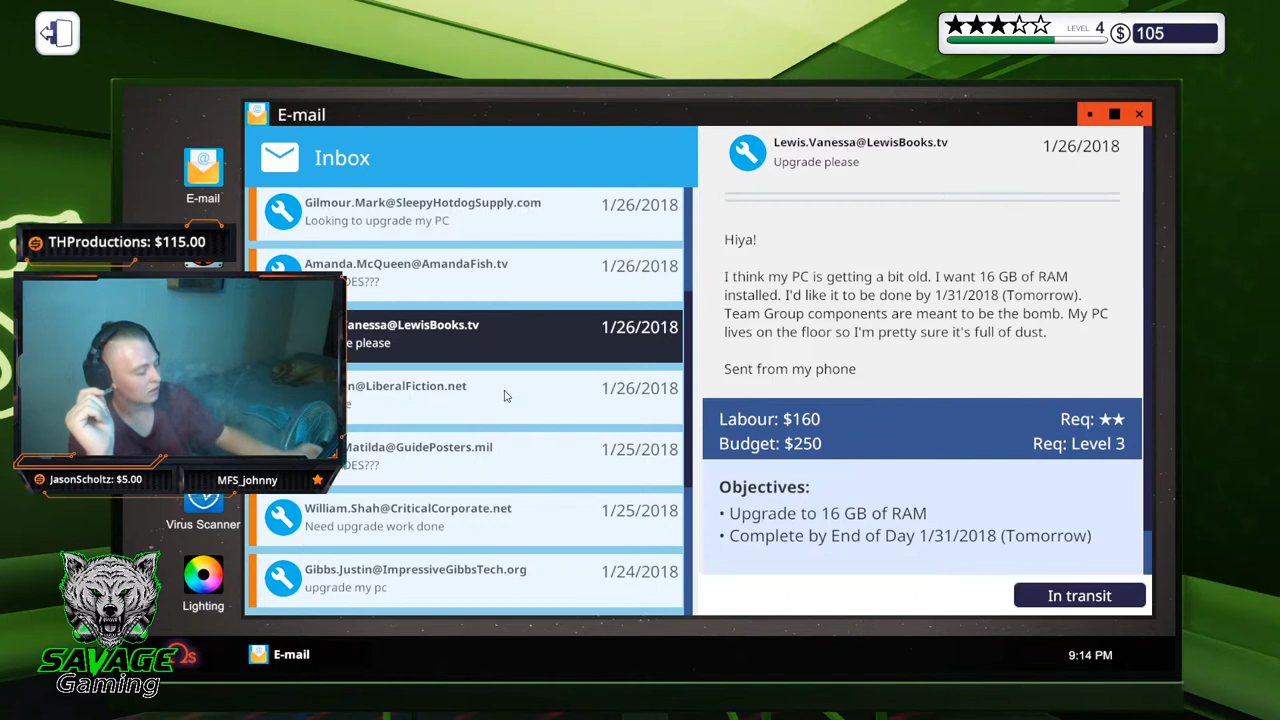 LEVEL 4 $ 105
E-mail
Inbox
Gilmour.Mark@SleepyHotdogSupply.com 1/26/2018
Looking to upgrade my PC
Amanda.McQueen@AmandaFish.tv 1/26/2018
DES???
anessa@LewisBooks.tv 1/26/2018
e please
n@LiberalFiction.net 1/26/2018
e
Matilda@GuidePosters.mil 1/25/2018
DES???
William.Shah@CriticalCorporate.net 1/25/2018
Need upgrade work done
Gibbs.Justin@ImpressiveGibbsTech.org 1/24/2018
upgrade my pc
Lewis.Vanessa@LewisBooks.tv 1/26/2018
Upgrade please
Hiya!
I think my PC is getting a bit old. I want 16 GB of RAM
installed. I'd like it to be done by 1/31/2018 (Tomorrow).
Team Group components are meant to be the bomb. My PC
lives on the floor so I'm pretty sure it's full of dust.
Sent from my phone
Labour: $160 Req: ★★
Budget: $250 Req: Level 3
Objectives:
• Upgrade to 16 GB of RAM
• Complete by End of Day 1/31/2018 (Tomorrow)
In transit
E-mail
THProductions: $115.00
JasonScholtz: $5.00 MFS_johnny
Virus Scanner
Lighting
SAVAGE
Gaming
E-mail
9:14 PM